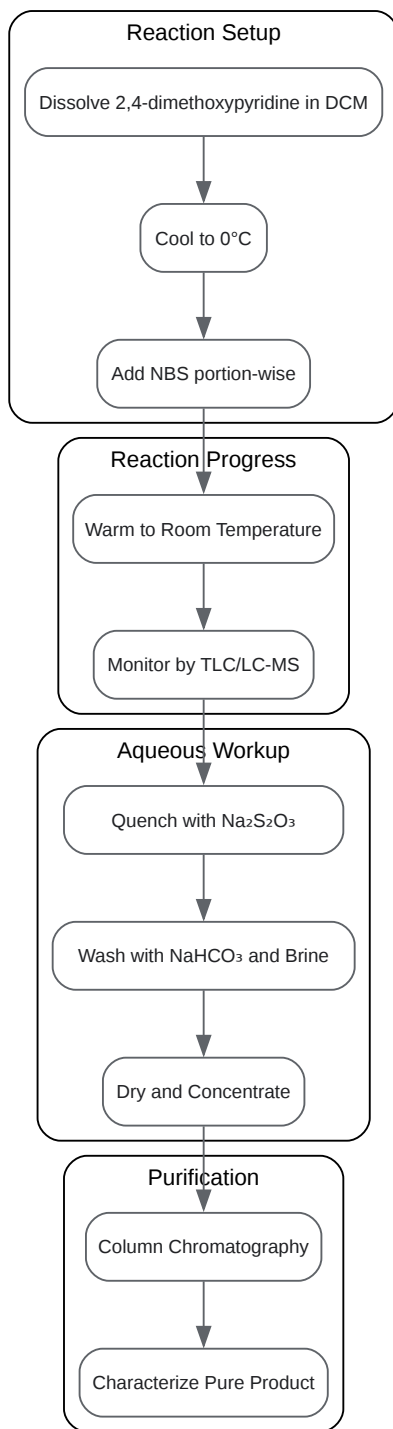 Reaction Setup
Dissolve 2,4-dimethoxypyridine in DCM
Cool to 0°C
Add NBS portion-wise
Reaction Progress
Warm to Room Temperature
Monitor by TLC/LC-MS
Aqueous Workup
Quench with Na₂S₂O₃
Wash with NaHCO₃ and Brine
Dry and Concentrate
Purification
Column Chromatography
Characterize Pure Product